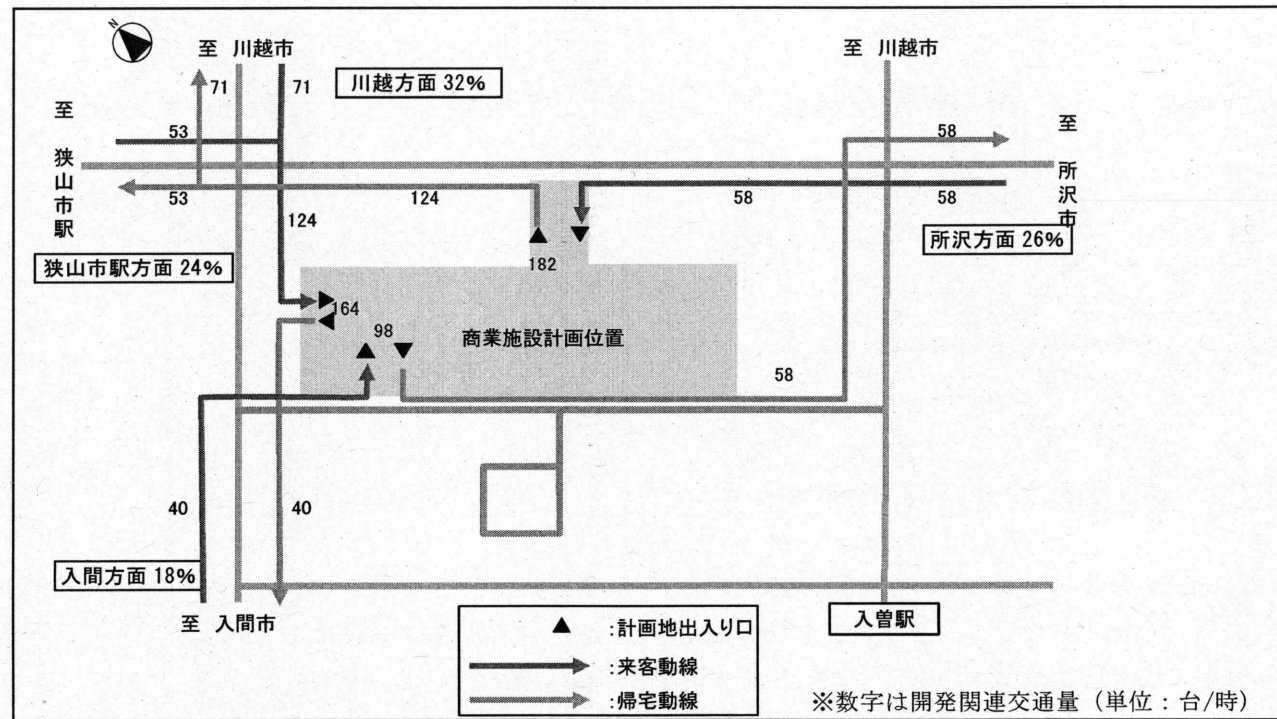 N
至 川越市
至 川越市
71
71
川越方面 32%
至 狭山市駅
53
58
至 所沢市
53
124
58
58
124
所沢方面 26%
狭山市駅方面 24%
182
164
98
商業施設計画位置
58
40
40
入間方面 18%
至 入間市
入曽駅
▲ :計画地出入り口
:来客動線
:帰宅動線
※数字は開発関連交通量（単位：台/時）